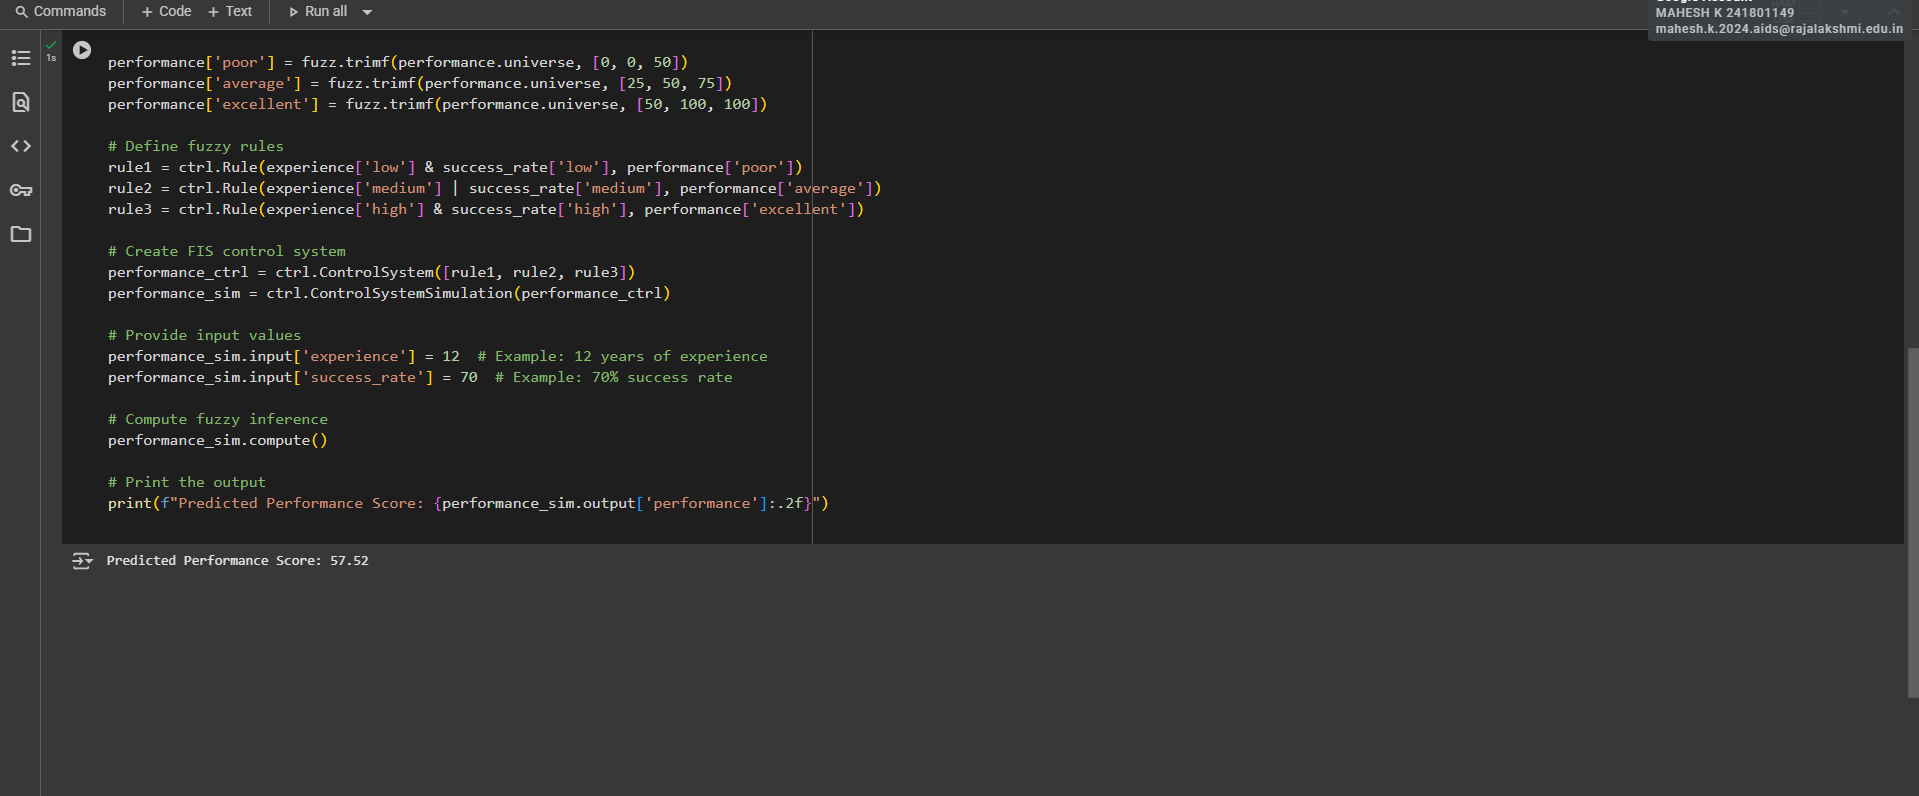 Commands + Code + Text Run all
MAHESH K 241801149
mahesh.k.2024.aids@rajalakshmi.edu.in
1s
performance['poor'] = fuzz.trimf(performance.universe, [0, 0, 50])
performance['average'] = fuzz.trimf(performance.universe, [25, 50, 75])
performance['excellent'] = fuzz.trimf(performance.universe, [50, 100, 100])
# Define fuzzy rules
rule1 = ctrl.Rule(experience['low'] & success_rate['low'], performance['poor'])
rule2 = ctrl.Rule(experience['medium'] | success_rate['medium'], performance['average'])
rule3 = ctrl.Rule(experience['high'] & success_rate['high'], performance['excellent'])
# Create FIS control system
performance_ctrl = ctrl.ControlSystem([rule1, rule2, rule3])
performance_sim = ctrl.ControlSystemSimulation(performance_ctrl)
# Provide input values
performance_sim.input['experience'] = 12  # Example: 12 years of experience
performance_sim.input['success_rate'] = 70  # Example: 70% success rate
# Compute fuzzy inference
performance_sim.compute()
# Print the output
print(f"Predicted Performance Score: {performance_sim.output['performance']:.2f}")
Predicted Performance Score: 57.52